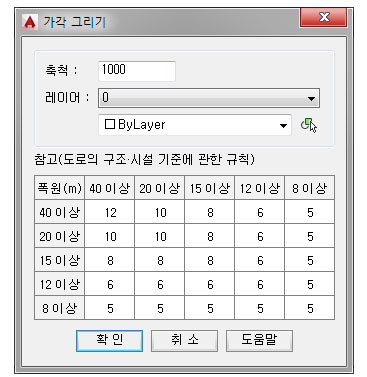 가각 그리기
축척 : 1000
레이어 : 0
ByLayer
참고(도로의 구조·시설 기준에 관한 규칙)
폭원(m) 40 이상 20 이상 15 이상 12 이상 8 이상
40 이상 12 10 8 6 5
20 이상 10 10 8 6 5
15 이상 8 8 8 6 5
12 이상 6 6 6 6 5
8 이상 5 5 5 5 5
확 인 취 소 도움말